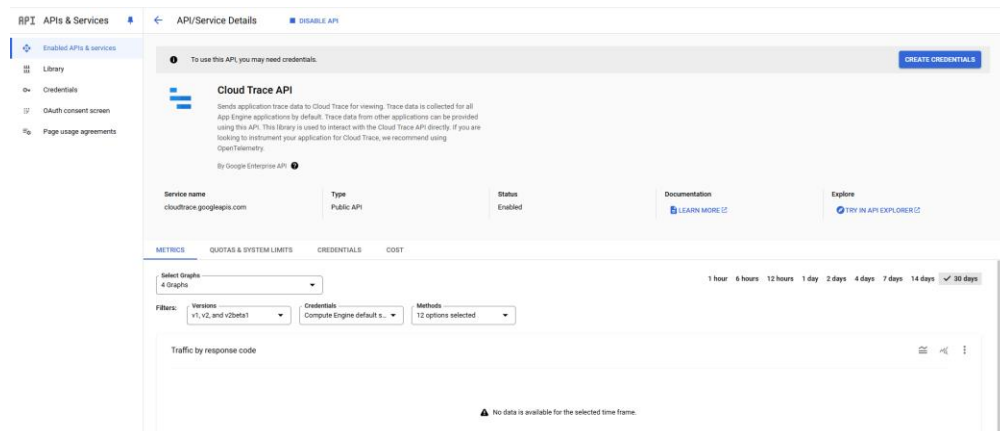 API APIs & Services
Enabled APIs & services
Library
Credentials
OAuth consent screen
Page usage agreements
API/Service Details
DISABLE API
To use this API, you may need credentials.
CREATE CREDENTIALS
Cloud Trace API
Sends application trace data to Cloud Trace for viewing. Trace data is collected for all
App Engine applications by default. Trace data from other applications can be provided
using this API. This library is used to interact with the Cloud Trace API directly. If you are
looking to instrument your application for Cloud Trace, we recommend using
OpenTelemetry.
By Google Enterprise API
Service name
cloudtrace.googleapis.com
Type
Public API
Status
Enabled
Documentation
LEARN MORE
Explore
TRY IN API EXPLORER
METRICS QUOTAS & SYSTEM LIMITS CREDENTIALS COST
Select Graphs
4 Graphs
1 hour 6 hours 12 hours 1 day 2 days 4 days 7 days 14 days 30 days
Filters:
Versions
v1, v2, and v2beta1
Credentials
Compute Engine default s...
Methods
12 options selected
Traffic by response code
No data is available for the selected time frame.